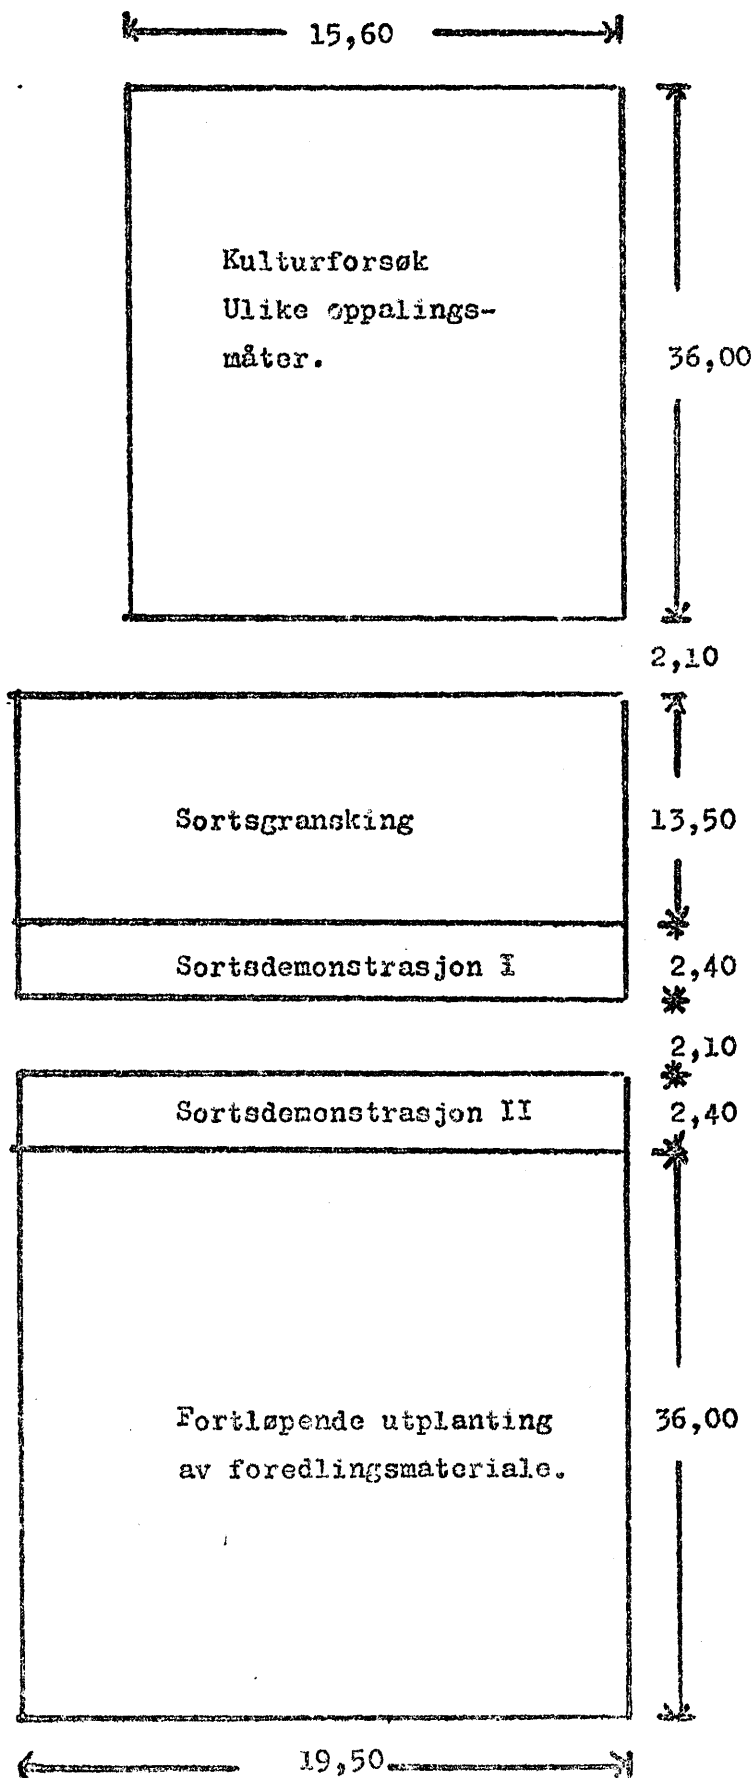 15,60
Kulturforsøk
Ulike oppalings-
måter.
36,00
2,10
Sortsgransking
13,50
Sortsdemonstrasjon I
2,40
2,10
Sortsdemonstrasjon II
2,40
Fortløpende utplanting
av foredlingsmateriale.
36,00
19,50